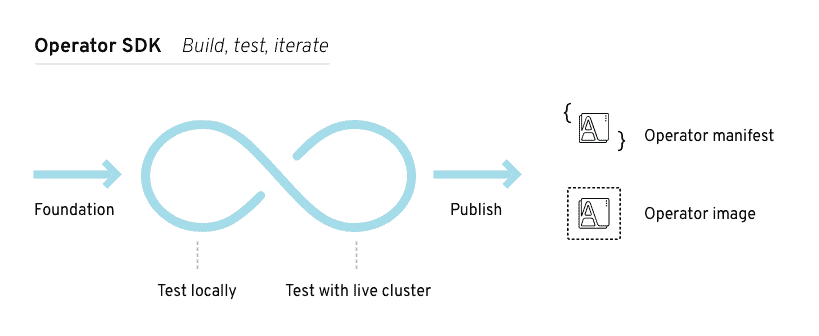 Operator SDK Build, test, iterate
{
}
Operator manifest
Foundation
Publish
Operator image
Test locally
Test with live cluster